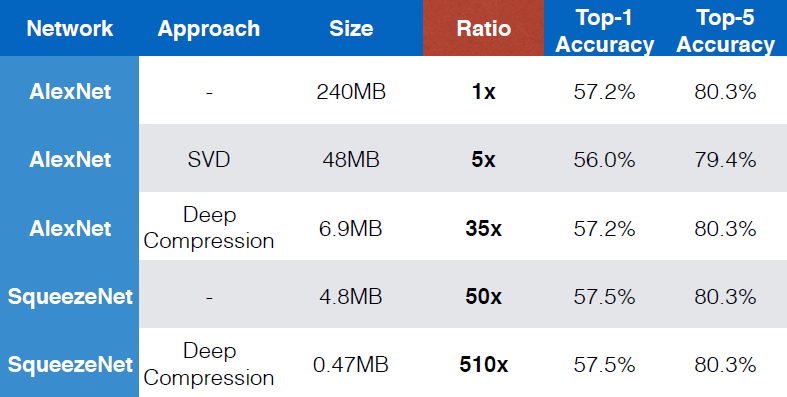 Network Approach Size Ratio Top-1 Accuracy Top-5 Accuracy
AlexNet - 240MB 1x 57.2% 80.3%
AlexNet SVD 48MB 5x 56.0% 79.4%
AlexNet Deep Compression 6.9MB 35x 57.2% 80.3%
SqueezeNet - 4.8MB 50x 57.5% 80.3%
SqueezeNet Deep Compression 0.47MB 510x 57.5% 80.3%